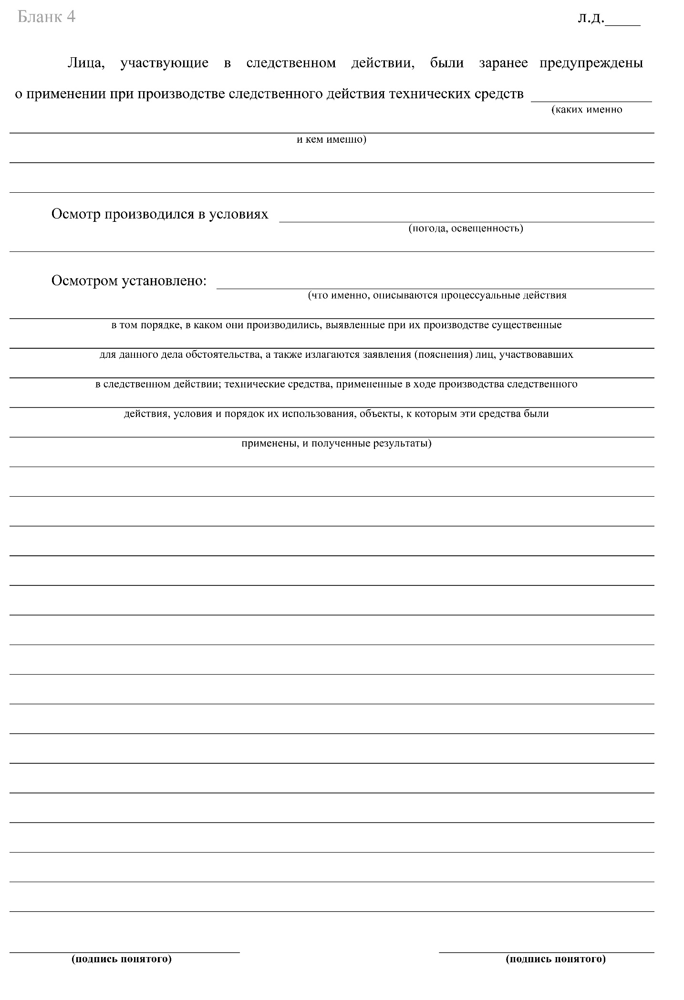 Бланк 4
л.д.____
Лица, участвующие в следственном действии, были заранее предупреждены
о применении при производстве следственного действия технических средств
(каких именно
и кем именно)
Осмотр производился в условиях
(погода, освещенность)
Осмотром установлено:
(что именно, описываются процессуальные действия
в том порядке, в каком они производились, выявленные при их производстве существенные
для данного дела обстоятельства, а также излагаются заявления (пояснения) лиц, участвовавших
в следственном действии; технические средства, примененные в ходе производства следственного
действия, условия и порядок их использования, объекты, к которым эти средства были
применены, и полученные результаты)
(подпись понятого)
(подпись понятого)